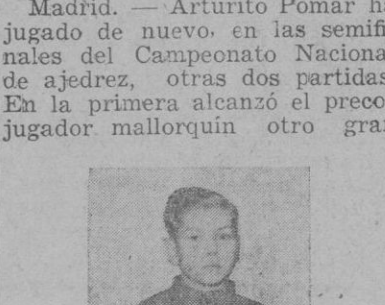 Madrid. — Arturito Pomar ha
jugado de nuevo, en las semifi
nales del Campeonato Naciona
de ajedrez, otras dos partidas
En la primera alcanzó el preco
jugador mallorquín otro gra